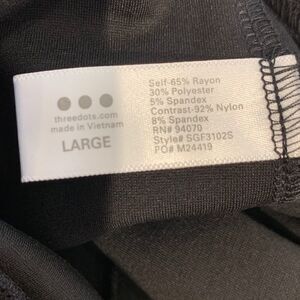 threedots.com
made in Vietnam
LARGE
Self-65% Rayon
30% Polyester
5% Spandex
Contrast-92% Nylon
8% Spandex
RN# 94070
Style# SGF3102S
PO# M24419